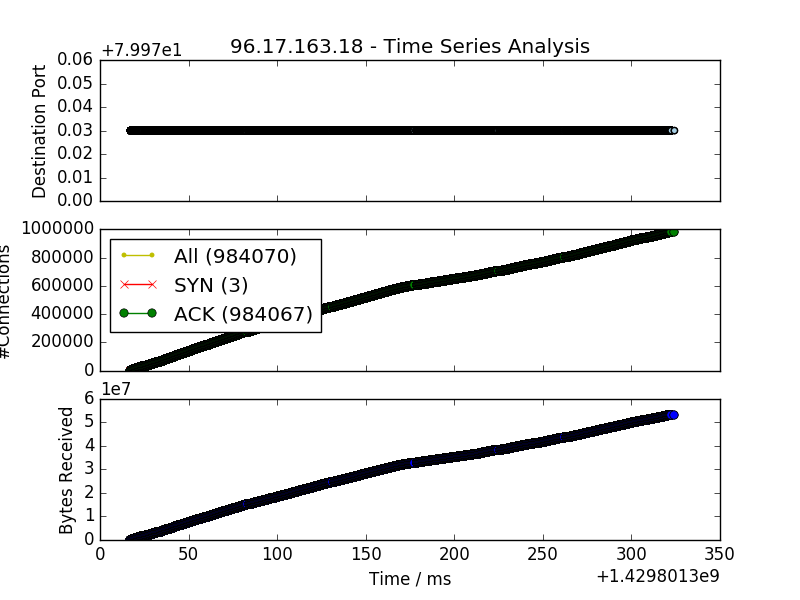 96.17.163.18 - Time Series Analysis
+7.997e1
0.06
0.05
0.04
0.03
0.02
0.01
0.00
Destination Port
1000000
800000
600000
400000
200000
0
#Connections
All (984070)
SYN (3)
ACK (984067)
1e7
6
5
4
3
2
1
0
Bytes Received
0 50 100 150 200 250 300 350
Time / ms
+1.4298013e9